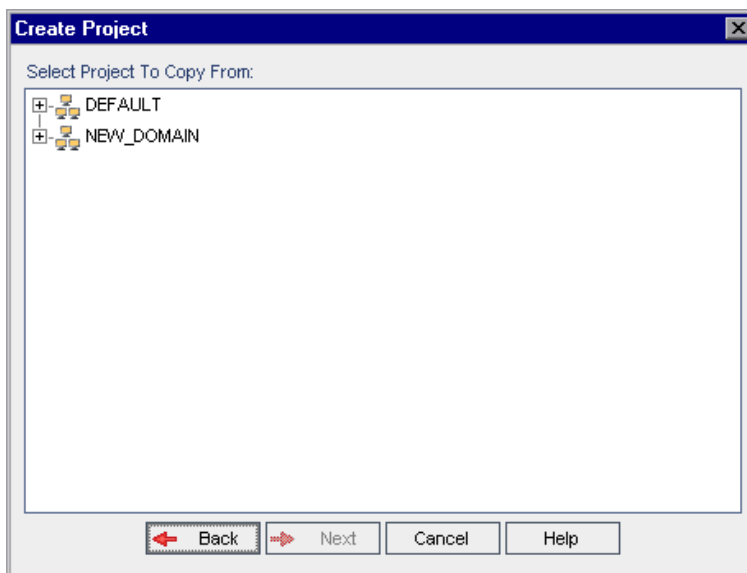 Create Project
Select Project To Copy From:
DEFAULT
NEW_DOMAIN
Back Next Cancel Help